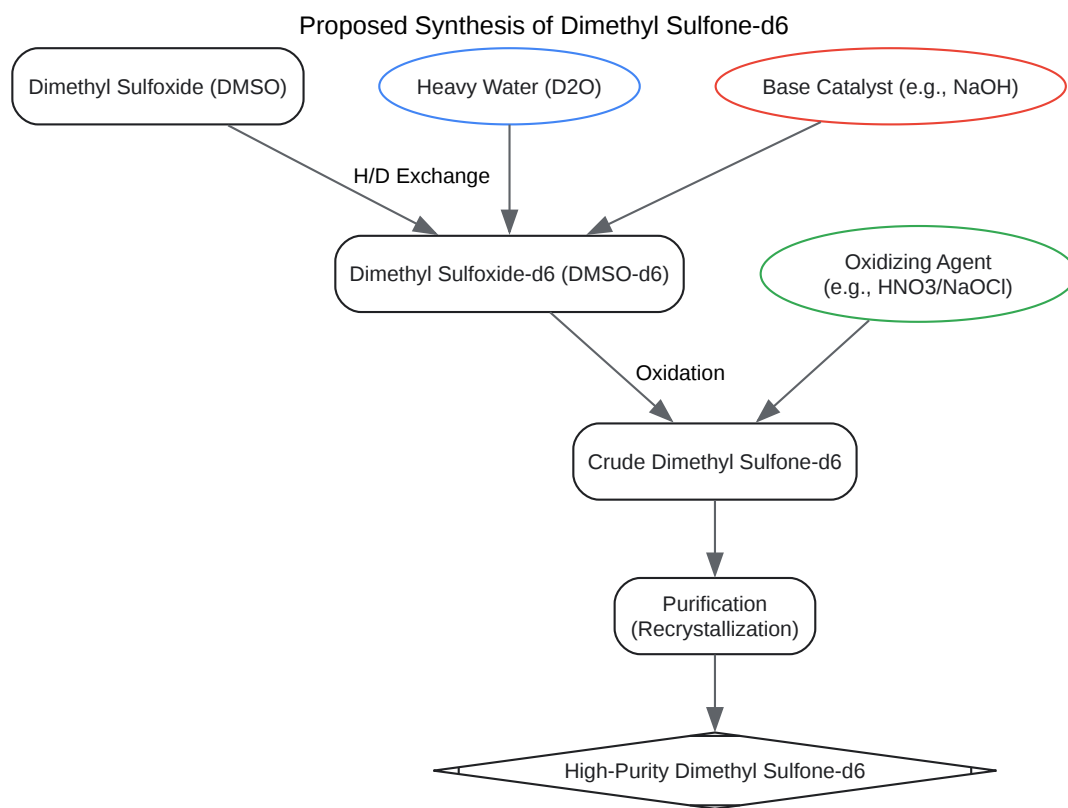 Proposed Synthesis of Dimethyl Sulfone-d6
Dimethyl Sulfoxide (DMSO)
Heavy Water (D2O)
Base Catalyst (e.g., NaOH)
H/D Exchange
Dimethyl Sulfoxide-d6 (DMSO-d6)
Oxidizing Agent
(e.g., HNO3/NaOCl)
Oxidation
Crude Dimethyl Sulfone-d6
Purification
(Recrystallization)
High-Purity Dimethyl Sulfone-d6